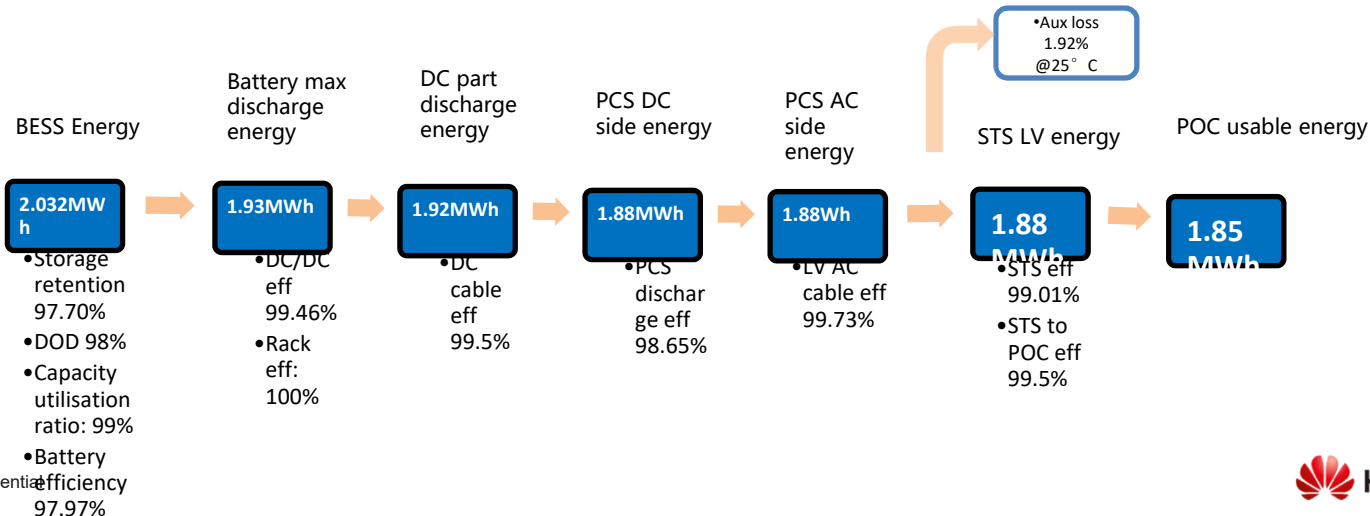 •Aux loss
1.92%
@25° C
BESS Energy
Battery max
discharge
energy
DC part
discharge
energy
PCS DC
side energy
PCS AC
side
energy
STS LV energy
POC usable energy
2.032MW
h
1.93MWh
1.92MWh
1.88MWh
1.88Wh
1.88
MWh
1.85
MWh
•Storage
retention
97.70%
•DOD 98%
•Capacity
utilisation
ratio: 99%
•Battery
efficiency
97.97%
•DC/DC
eff
99.46%
•Rack
eff:
100%
•DC
cable
eff
99.5%
•PCS
dischar
ge eff
98.65%
•LV AC
cable eff
99.73%
•STS eff
99.01%
•STS to
POC eff
99.5%
ential